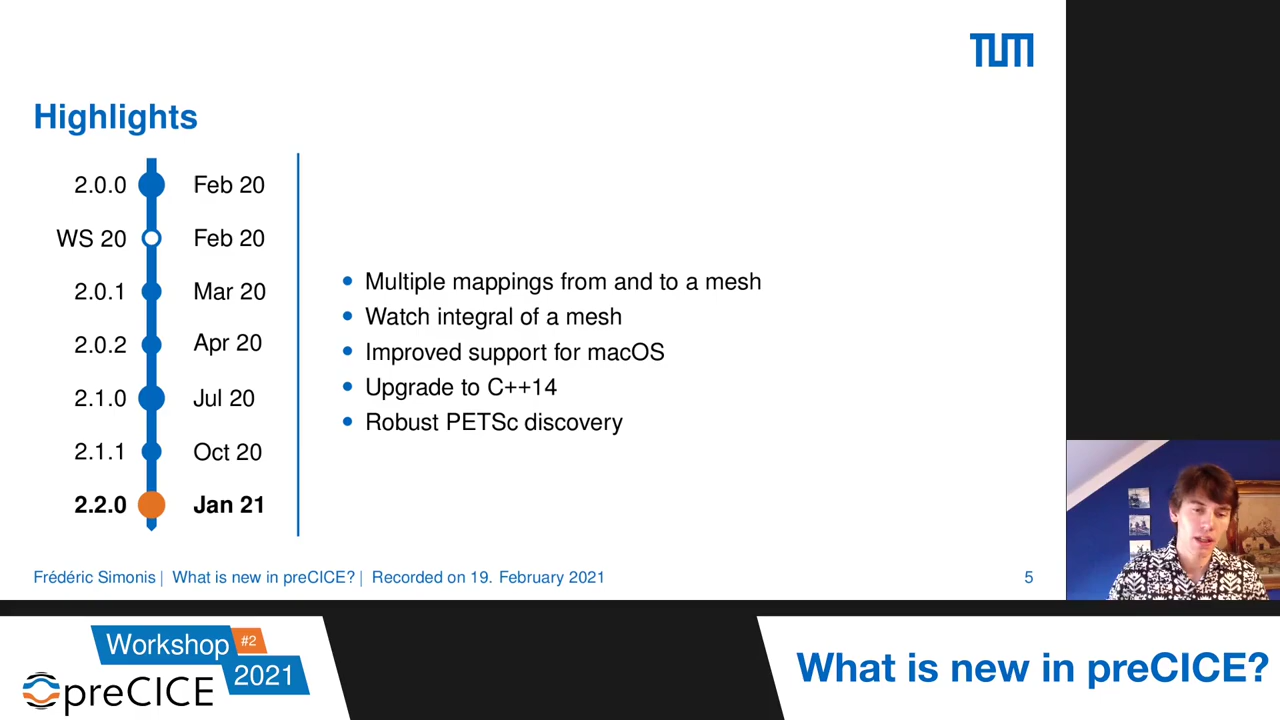 TUM
Highlights
2.0.0 Feb 20
WS 20 Feb 20
2.0.1 Mar 20
2.0.2 Apr 20
2.1.0 Jul 20
2.1.1 Oct 20
2.2.0 Jan 21
• Multiple mappings from and to a mesh
• Watch integral of a mesh
• Improved support for macOS
• Upgrade to C++14
• Robust PETSc discovery
Frédéric Simonis | What is new in preCICE? | Recorded on 19. February 2021 5
Workshop #2
2021
preCICE
What is new in preCICE?